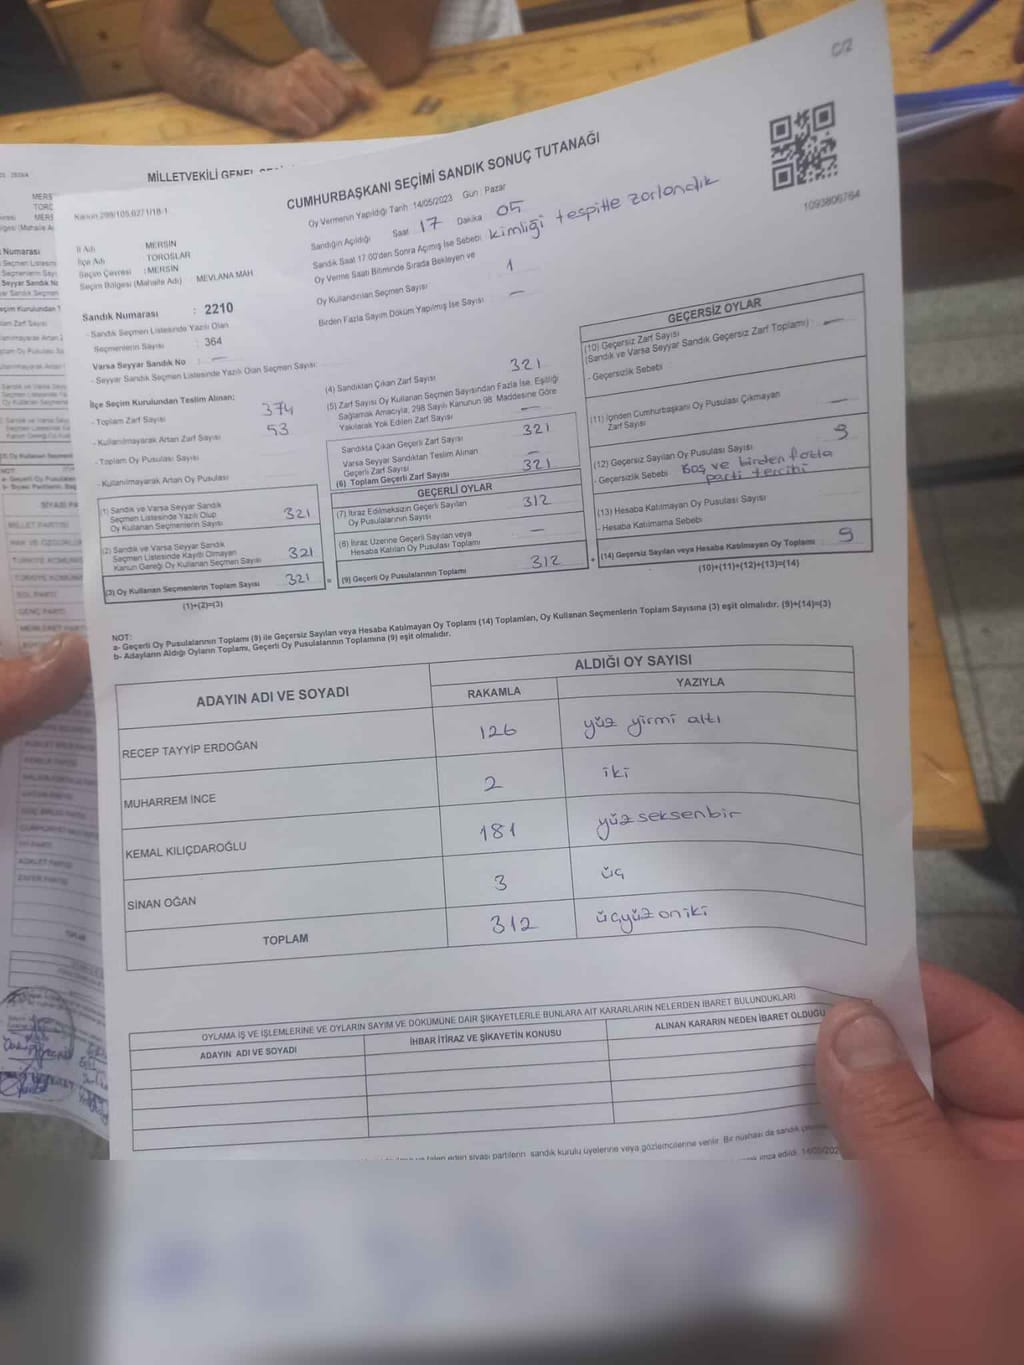 C/2
MİLLETVEKİLİ GENEL
CUMHURBAŞKANI SEÇİMİ SANDIK SONUÇ TUTANAĞI
Kanun 298/105,6271/18-1
Oy Vermenin Yapıldığı Tarih :14/05/2023 Gün : Pazar
1093806764
İl Adı : MERSİN
İlçe Adı : TOROSLAR
Seçim Çevresi : MERSİN
Seçim Bölgesi (Mahalle Adı) : MEVLANA MAH
Sandığın Açıldığı Saat 17 Dakika 05
Sandık Saat 17.00'den Sonra Açılmış İse Sebebi kimliği tespitte zorlandık
Oy Verme Saati Bitiminde Sırada Bekleyen ve
Oy Kullandırılan Seçmen Sayısı 1
Birden Fazla Sayım Döküm Yapılmış İse Sayısı —
Sandık Numarası : 2210
- Sandık Seçmen Listesinde Yazılı Olan
Seçmenlerin Sayısı : 364
Varsa Seyyar Sandık No : —
- Seyyar Sandık Seçmen Listesinde Yazılı Olan Seçmen Sayısı:
İlçe Seçim Kurulundan Teslim Alınan;
- Toplam Zarf Sayısı 374
- Kullanılmayarak Artan Zarf Sayısı 53
- Toplam Oy Pusulası Sayısı
- Kullanılmayarak Artan Oy Pusulası
(1) Sandık ve Varsa Seyyar Sandık
Seçmen Listesinde Yazılı Olup
Oy Kullanan Seçmenlerin Sayısı 321
(2) Sandık ve Varsa Seyyar Sandık
Seçmen Listesinde Kayıtlı Olmayan
Kanun Gereği Oy Kullanan Seçmen Sayısı 321
(3) Oy Kullanan Seçmenlerin Toplam Sayısı 321
(1)+(2)=(3)
(4) Sandıktan Çıkan Zarf Sayısı 321
(5) Zarf Sayısı Oy Kullanan Seçmen Sayısından Fazla İse, Eşitliği
Sağlamak Amacıyla, 298 Sayılı Kanunun 98. Maddesine Göre
Yakılarak Yok Edilen Zarf Sayısı —
Sandıkta Çıkan Geçerli Zarf Sayısı 321
Varsa Seyyar Sandıktan Teslim Alınan
Geçerli Zarf Sayısı —
(6) Toplam Geçerli Zarf Sayısı 321
GEÇERLİ OYLAR
(7) İtiraz Edilmeksizin Geçerli Sayılan
Oy Pusulalarının Sayısı 312
(8) İtiraz Üzerine Geçerli Sayılan veya
Hesaba Katılan Oy Pusulası Toplamı —
= (9) Geçerli Oy Pusulalarının Toplamı 312
GEÇERSİZ OYLAR
(10) Geçersiz Zarf Sayısı
(Sandık ve Varsa Seyyar Sandık Geçersiz Zarf Toplamı) : —
- Geçersizlik Sebebi
(11) İçinden Cumhurbaşkanı Oy Pusulası Çıkmayan
Zarf Sayısı —
(12) Geçersiz Sayılan Oy Pusulası Sayısı 9
- Geçersizlik Sebebi Boş ve birden fazla
parti tercihi
(13) Hesaba Katılmayan Oy Pusulası Sayısı
- Hesaba Katılmama Sebebi
+ (14) Geçersiz Sayılan veya Hesaba Katılmayan Oy Toplamı 9
(10)+(11)+(12)+(13)=(14)
NOT:
a- Geçerli Oy Pusulalarının Toplamı (9) ile Geçersiz Sayılan veya Hesaba Katılmayan Oy Toplamı (14) Toplamları, Oy Kullanan Seçmenlerin Toplam Sayısına (3) eşit olmalıdır. (9)+(14)=(3)
b- Adayların Aldığı Oyların Toplamı, Geçerli Oy Pusulalarının Toplamına (9) eşit olmalıdır.
ADAYIN ADI VE SOYADI
ALDIĞI OY SAYISI
RAKAMLA YAZIYLA
RECEP TAYYİP ERDOĞAN 126 yüz yirmi altı
MUHARREM İNCE 2 iki
KEMAL KILIÇDAROĞLU 181 yüzseksenbir
SİNAN OĞAN 3 üç
TOPLAM 312 üçyüzoniki
OYLAMA İŞ VE İŞLEMLERİNE VE OYLARIN SAYIM VE DÖKÜMÜNE DAİR ŞİKAYETLERLE BUNLARA AİT KARARLARIN NELERDEN İBARET BULUNDUKLARI
ADAYIN ADI VE SOYADI İHBAR İTİRAZ VE ŞİKAYETİN KONUSU ALINAN KARARIN NEDEN İBARET OLDUĞU
eden siyasi partilerin sandık kurulu üyelerine veya gözlemcilerine verilir. Bir nüshası da sandık
imza edildi. 14/05/202